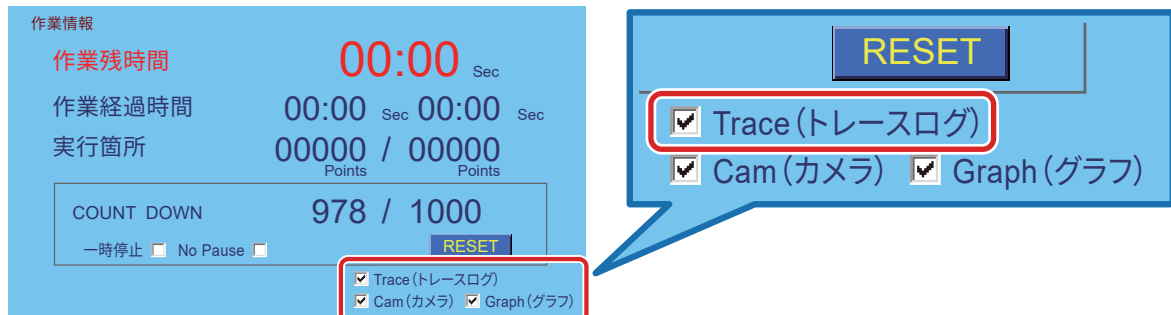 作業情報
作業残時間 00:00 Sec
作業経過時間 00:00 Sec 00:00 Sec
実行箇所 00000 / 00000
Points Points
COUNT DOWN 978 / 1000
一時停止 No Pause RESET
Trace(トレースログ)
Cam(カメラ) Graph(グラフ)
RESET
Trace(トレースログ)
Cam(カメラ) Graph(グラフ)